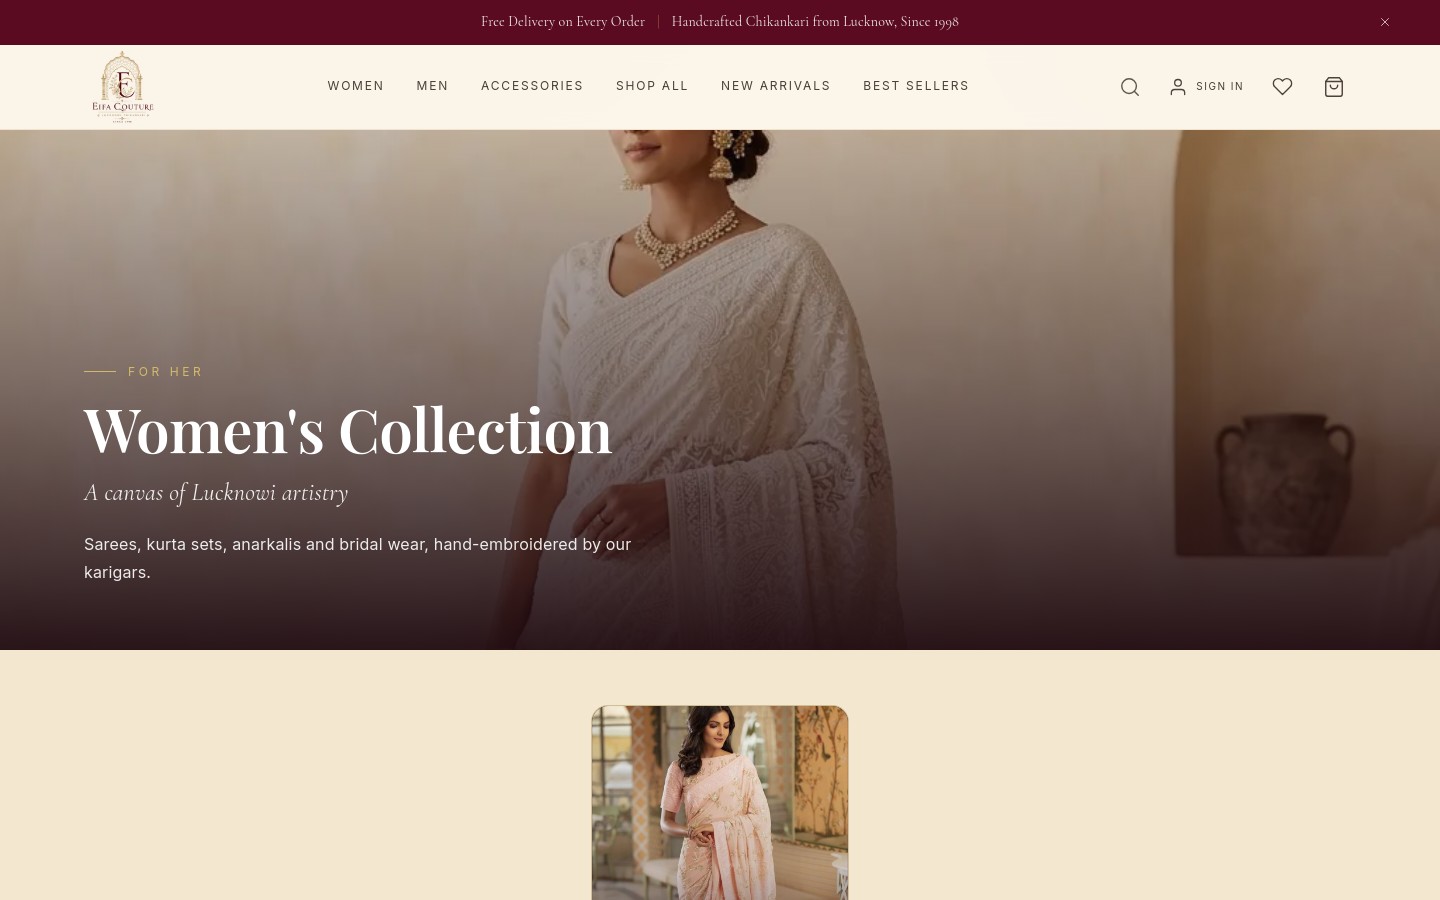 Free Delivery on Every Order | Handcrafted Chikankari from Lucknow, Since 1998
EIFA COUTURE
WOMEN MEN ACCESSORIES SHOP ALL NEW ARRIVALS BEST SELLERS
SIGN IN
FOR HER
Women's Collection
A canvas of Lucknowi artistry
Sarees, kurta sets, anarkalis and bridal wear, hand-embroidered by our
karigars.